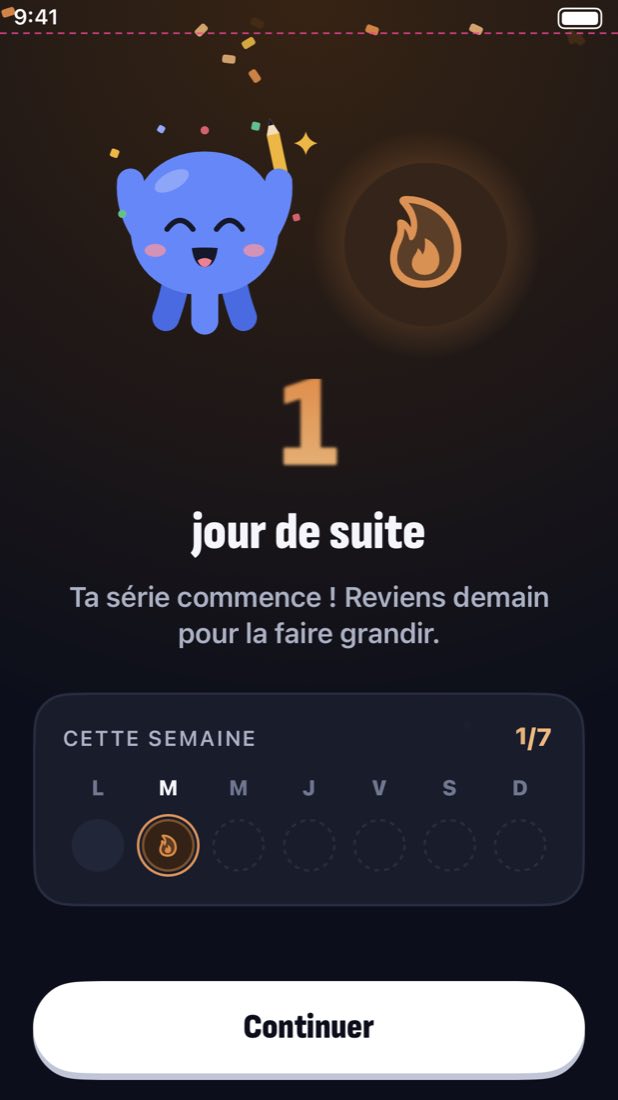 9:41
1
jour de suite
Ta série commence ! Reviens demain
pour la faire grandir.
CETTE SEMAINE 1/7
L M M J V S D
Continuer